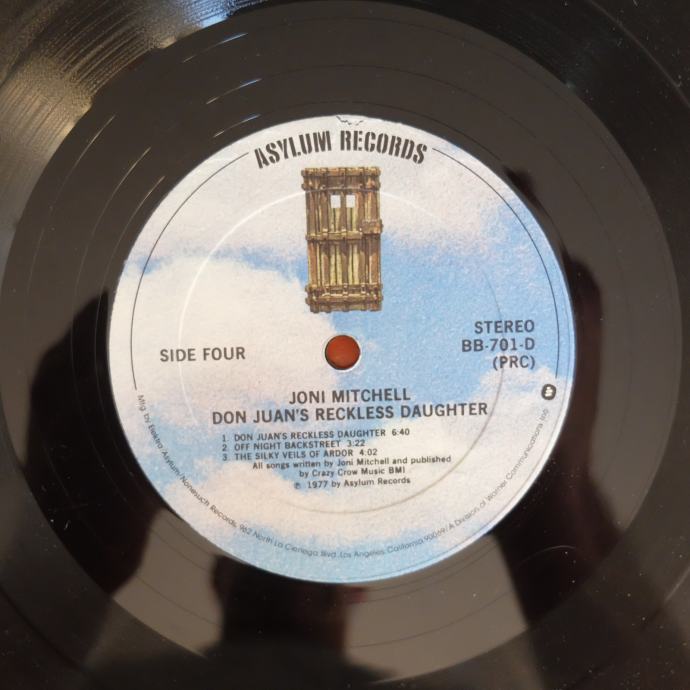 ASYLUM RECORDS
SIDE FOUR
STEREO
BB-701-D
(PRC)
JONI MITCHELL
DON JUAN'S RECKLESS DAUGHTER
1. DON JUAN'S RECKLESS DAUGHTER 6:40
2. OFF NIGHT BACKSTREET 3:22
3. THE SILKY VEILS OF ARDOR 4:02
All songs written by Joni Mitchell and published
by Crazy Crow Music BMI
℗ 1977 by Asylum Records
Mfg. by Elektra/Asylum/Nonesuch Records, 962 North La Cienega Blvd., Los Angeles, California 90069/A Division of Warner Communications Inc.